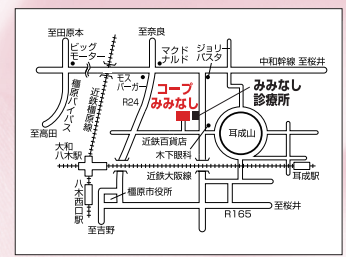 至田原本
至奈良
ビッグ
モーター
マクド
ナルド
ジョリー
パスタ
中和幹線 至桜井
モス
バーガー
コープ
みみなし
みみなし
診療所
R24
橿原バイパス
近鉄橿原線
至高田
近鉄百貨店
木下眼科
耳成山
大和
八木駅
近鉄大阪線
耳成駅
八木西口駅
橿原市役所
至桜井
R165
至吉野